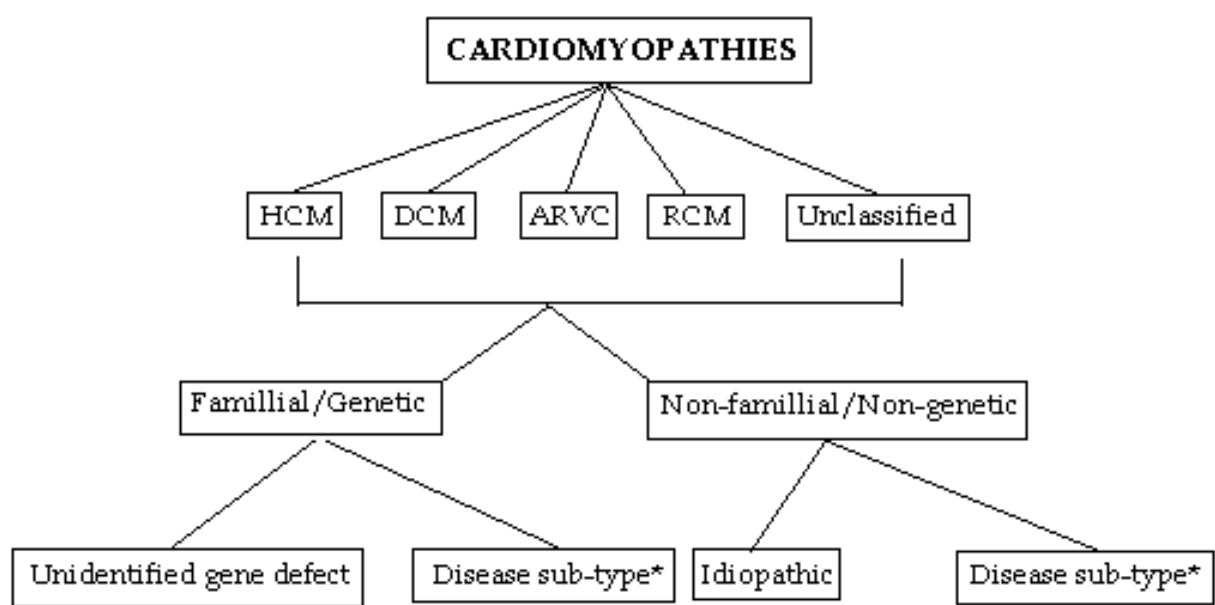 CARDIOMYOPATHIES
HCM
DCM
ARVC
RCM
Unclassified
Famillial/Genetic
Non-famillial/Non-genetic
Unidentified gene defect
Disease sub-type*
Idiopathic
Disease sub-type*